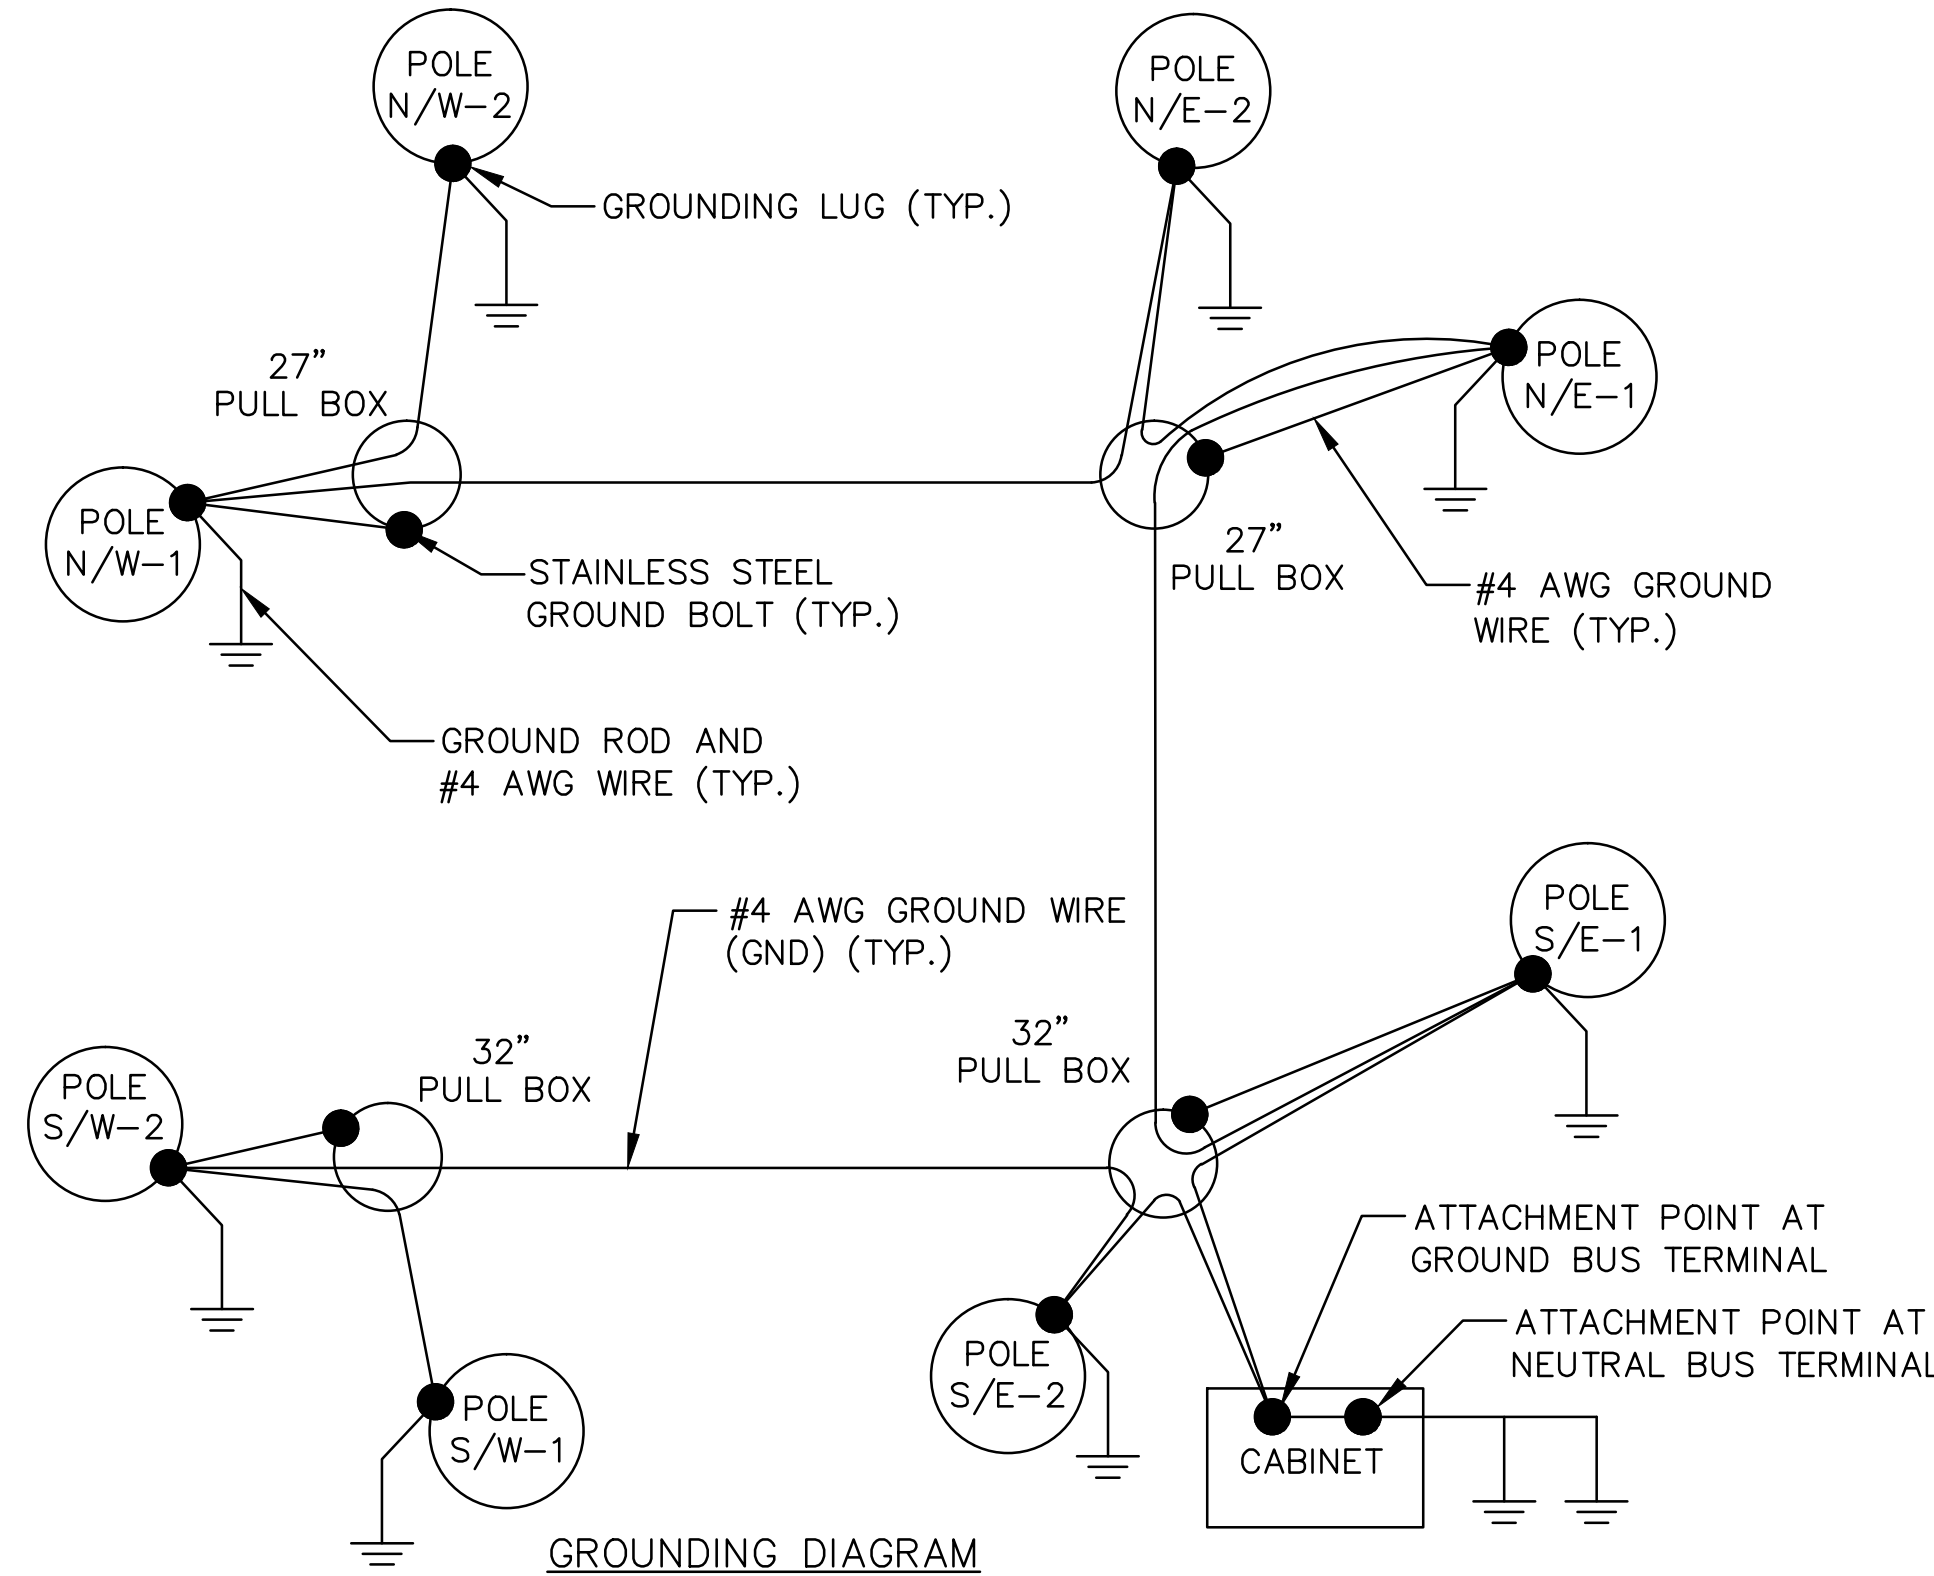 POLE
N/W-2
POLE
N/E-2
GROUNDING LUG (TYP.)
27"
PULL BOX
POLE
N/E-1
POLE
N/W-1
STAINLESS STEEL
GROUND BOLT (TYP.)
27"
PULL BOX
#4 AWG GROUND
WIRE (TYP.)
GROUND ROD AND
#4 AWG WIRE (TYP.)
#4 AWG GROUND WIRE
(GND) (TYP.)
POLE
S/E-1
32"
PULL BOX
32"
PULL BOX
POLE
S/W-2
ATTACHMENT POINT AT
GROUND BUS TERMINAL
ATTACHMENT POINT AT
NEUTRAL BUS TERMINAL
POLE
S/E-2
POLE
S/W-1
CABINET
GROUNDING DIAGRAM